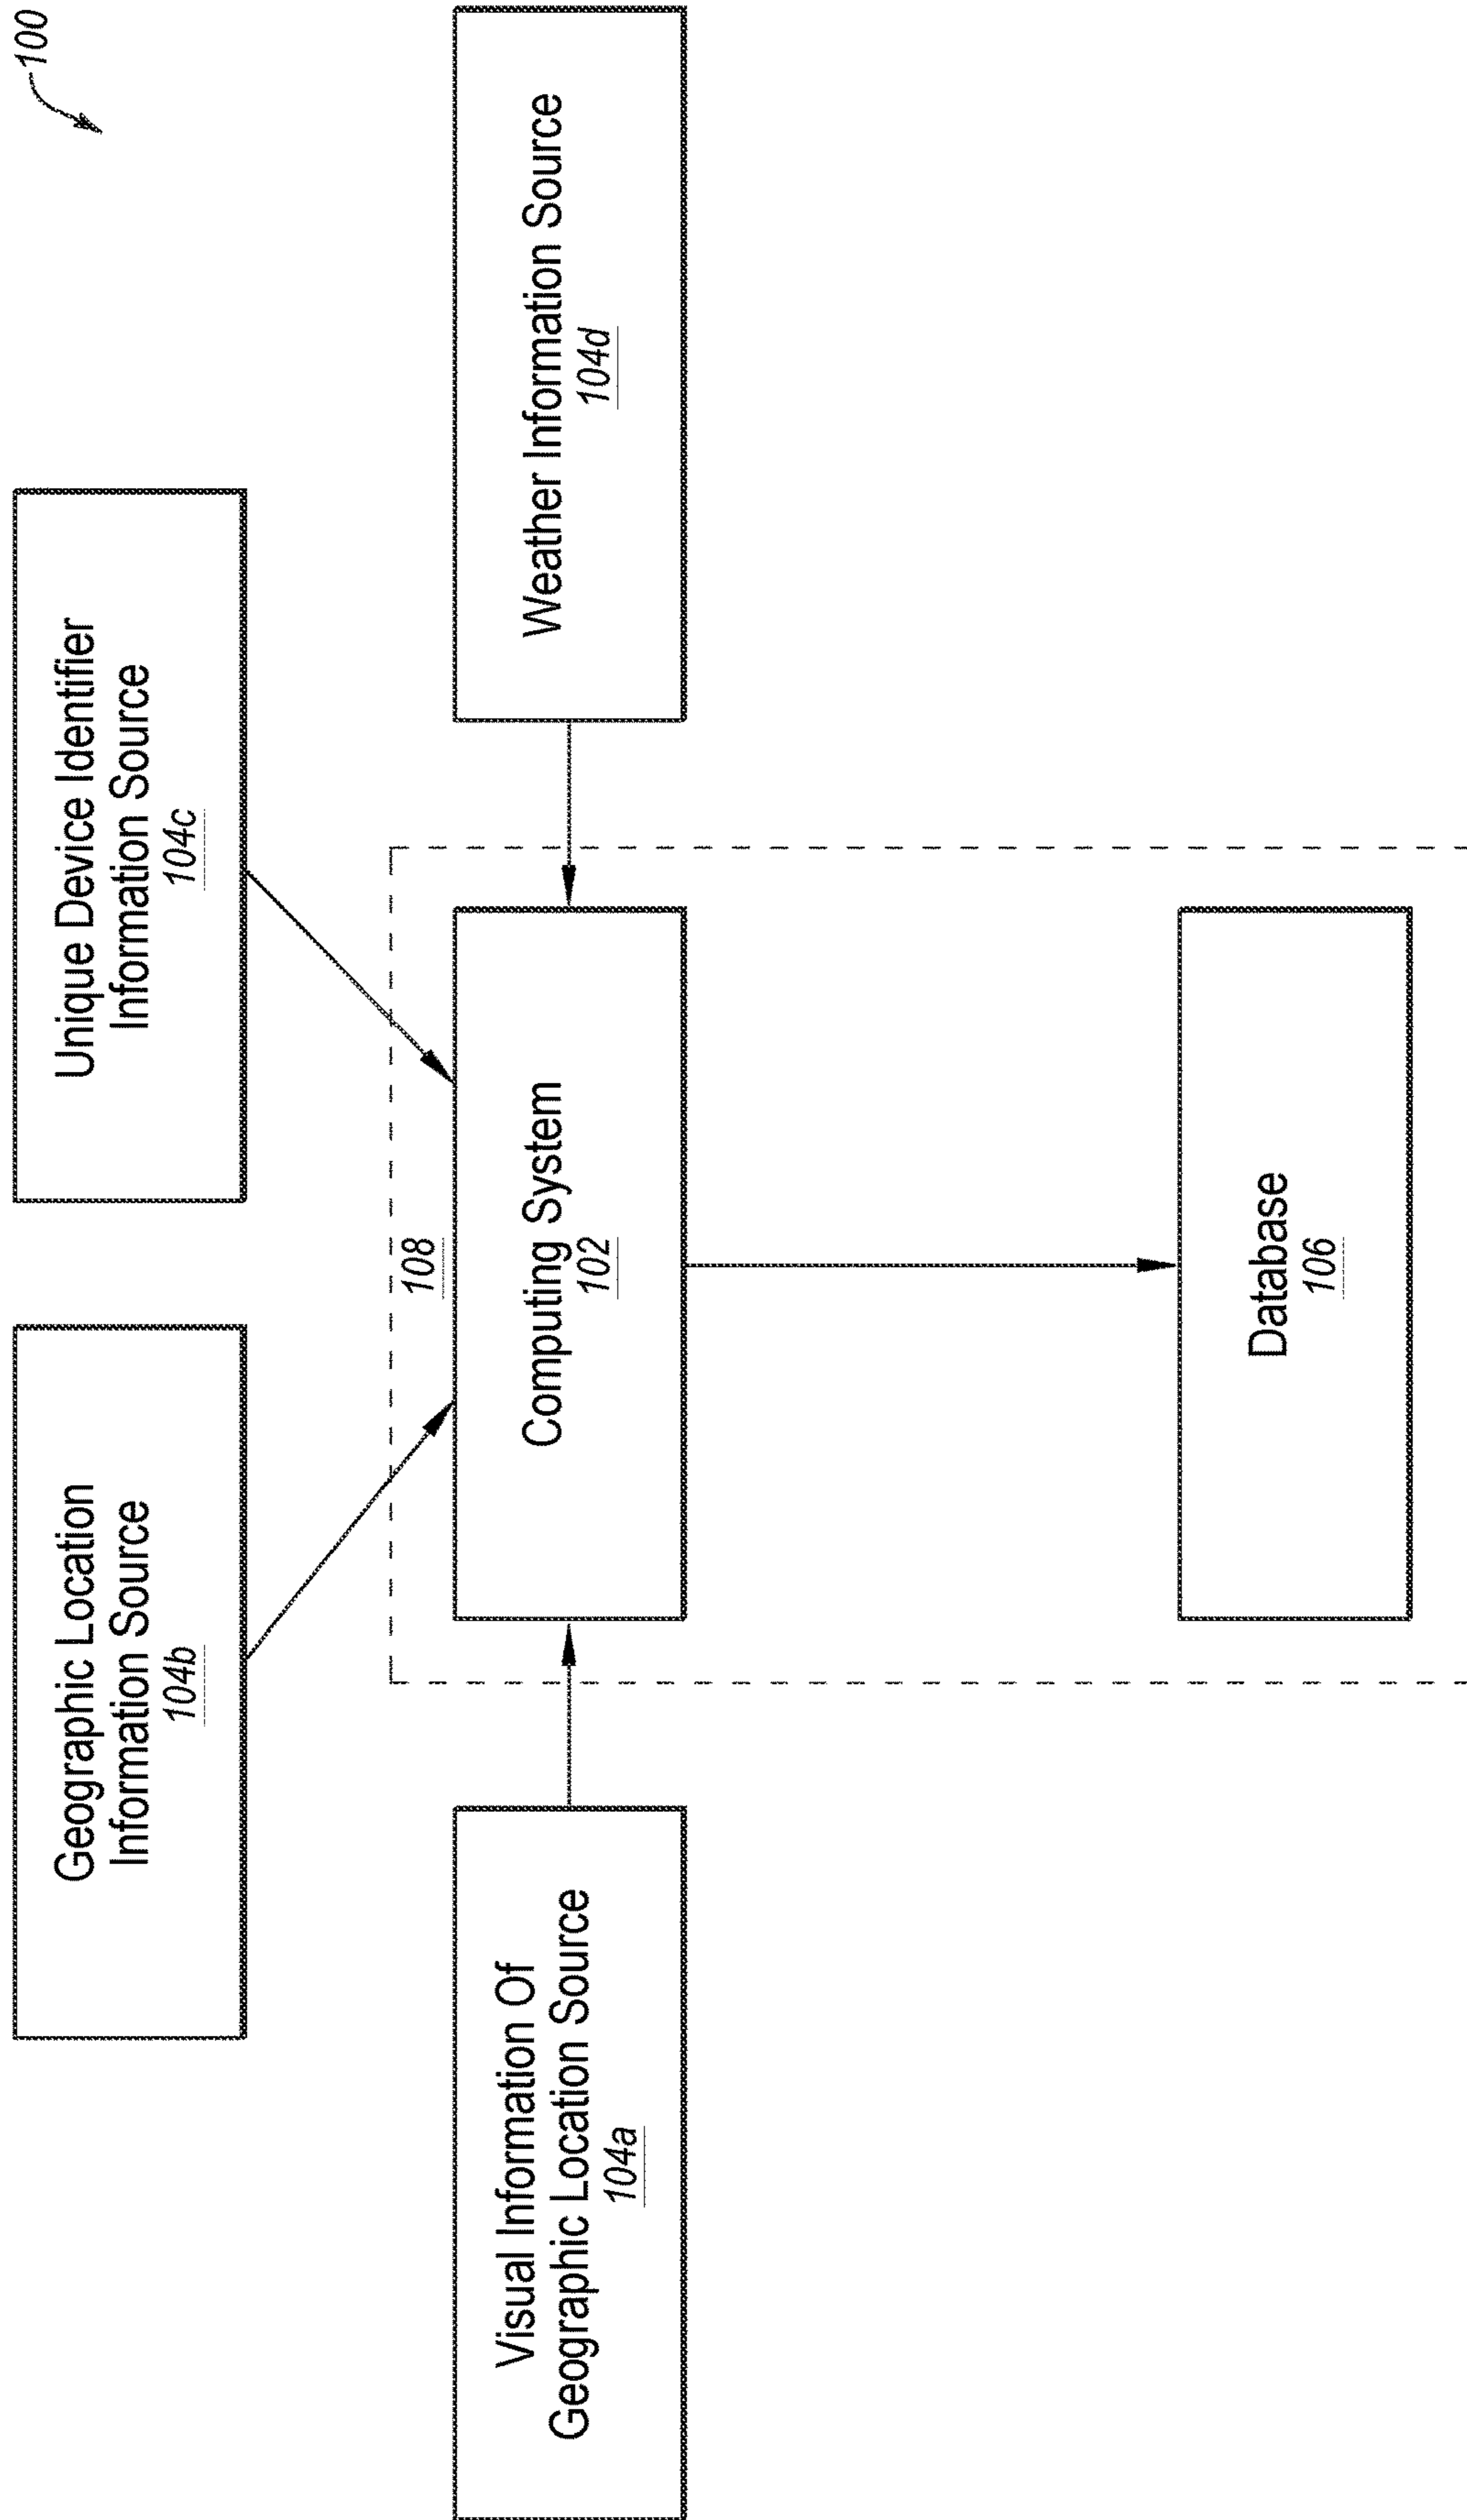 100
Geographic Location
Information Source
104b
Unique Device Identifier
Information Source
104c
108
Visual Information Of
Geographic Location Source
104a
Computing System
102
Weather Information Source
104d
Database
106